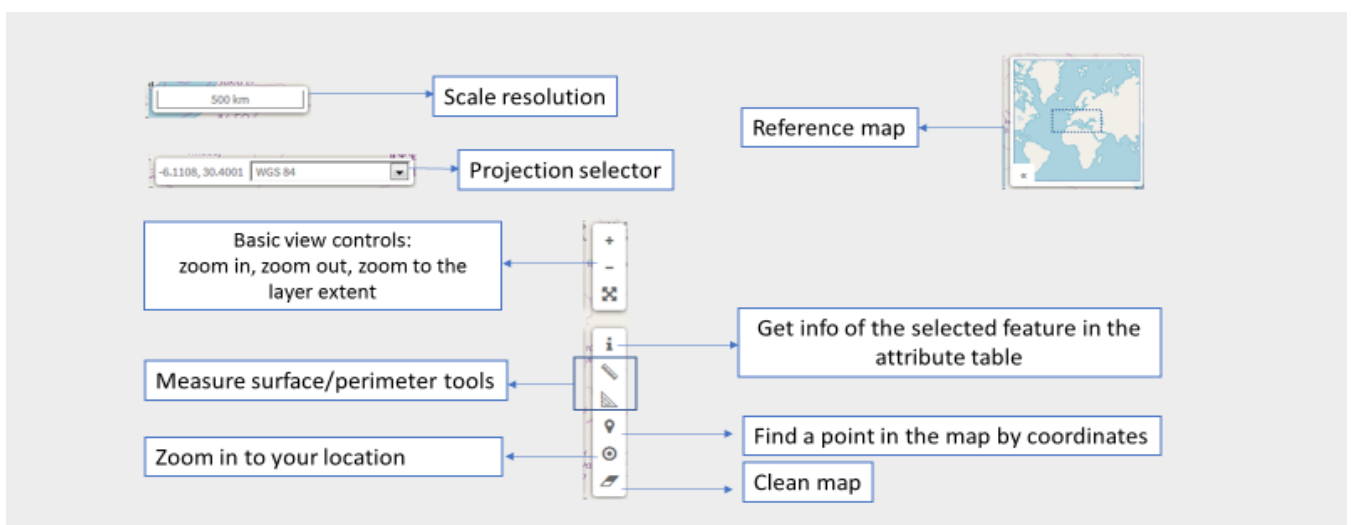 500 km
Scale resolution
Reference map
-6.1108, 30.4001 WGS 84
Projection selector
Basic view controls:
zoom in, zoom out, zoom to the
layer extent
+
−
i
Get info of the selected feature in the
attribute table
Measure surface/perimeter tools
Find a point in the map by coordinates
Zoom in to your location
Clean map
«